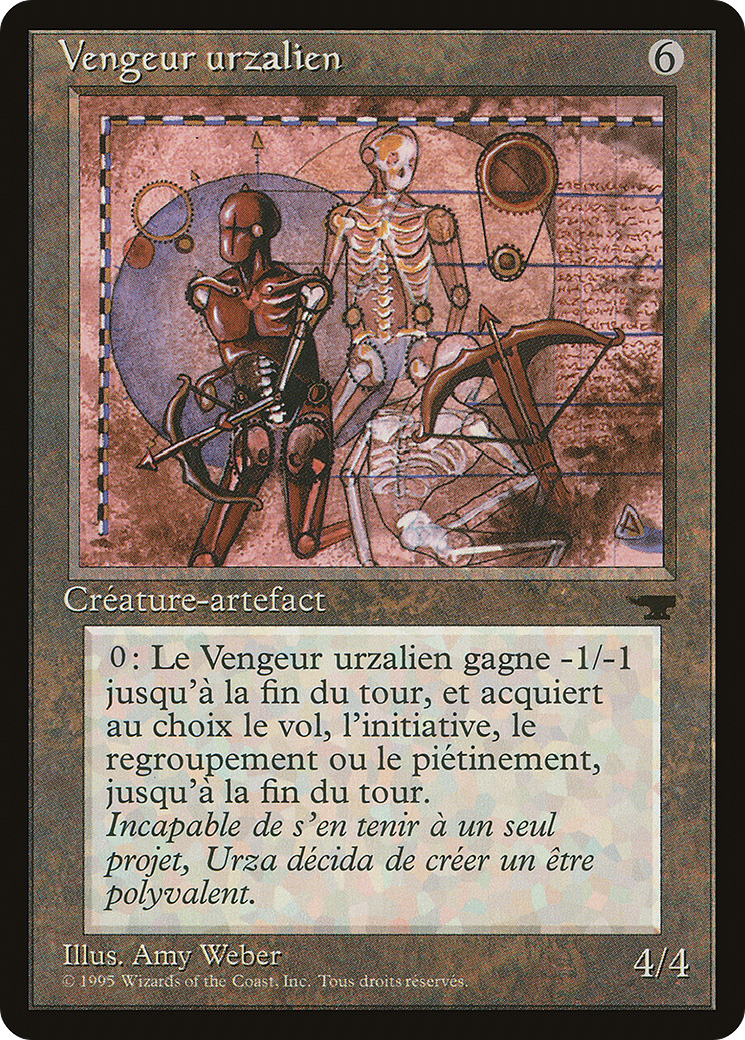 Vengeur urzalien
6
Créature-artefact
0: Le Vengeur urzalien gagne -1/-1
jusqu'à la fin du tour, et acquiert
au choix le vol, l'initiative, le
regroupement ou le piétinement,
jusqu'à la fin du tour.
Incapable de s'en tenir à un seul
projet, Urza décida de créer un être
polyvalent.
Illus. Amy Weber
4/4
© 1995 Wizards of the Coast, Inc. Tous droits réservés.